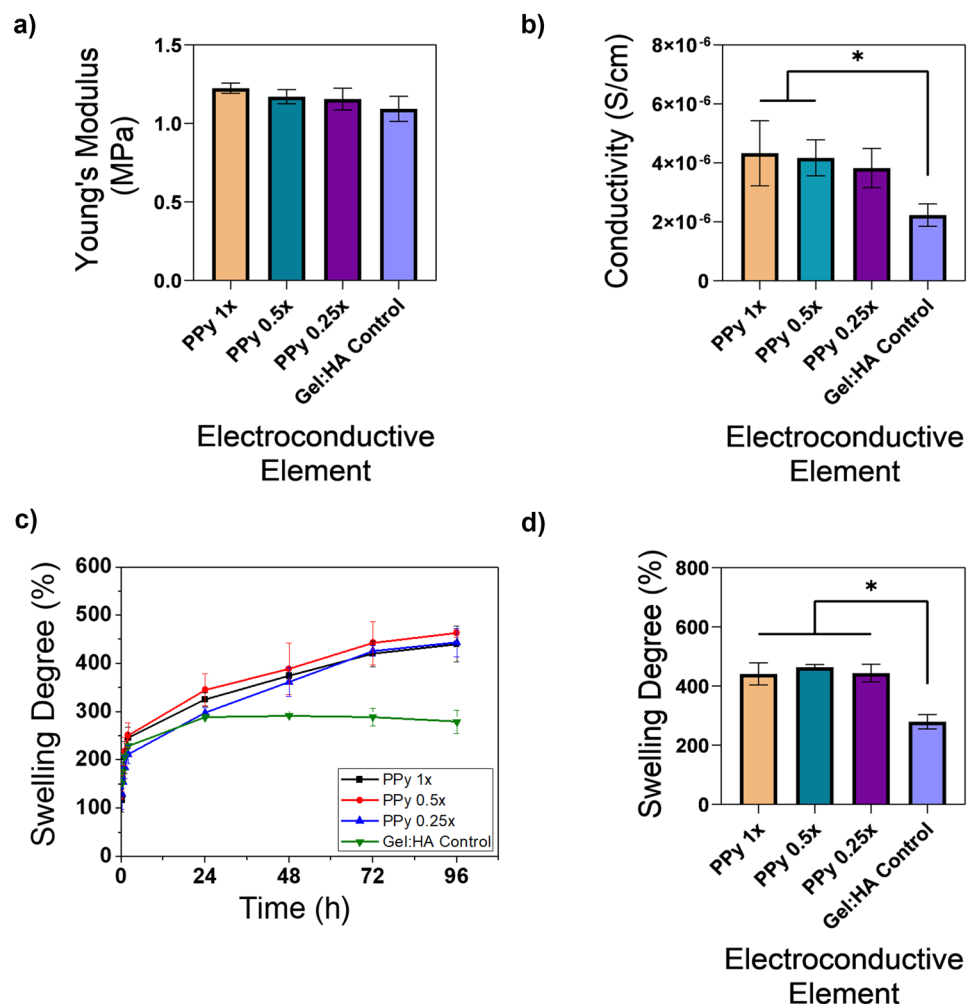 a)
Young's Modulus
(MPa)
1.5
1.0
0.5
0.0
PPy 1x
PPy 0.5x
PPy 0.25x
Gel:HA Control
Electroconductive
Element
b)
Conductivity (S/cm)
8×10⁻⁶
6×10⁻⁶
4×10⁻⁶
2×10⁻⁶
0
*
PPy 1x
PPy 0.5x
PPy 0.25x
Gel:HA Control
Electroconductive
Element
c)
Swelling Degree (%)
600
500
400
300
200
100
0
PPy 1x
PPy 0.5x
PPy 0.25x
Gel:HA Control
0 24 48 72 96
Time (h)
d)
Swelling Degree (%)
800
600
400
200
0
*
PPy 1x
PPy 0.5x
PPy 0.25x
Gel:HA Control
Electroconductive
Element